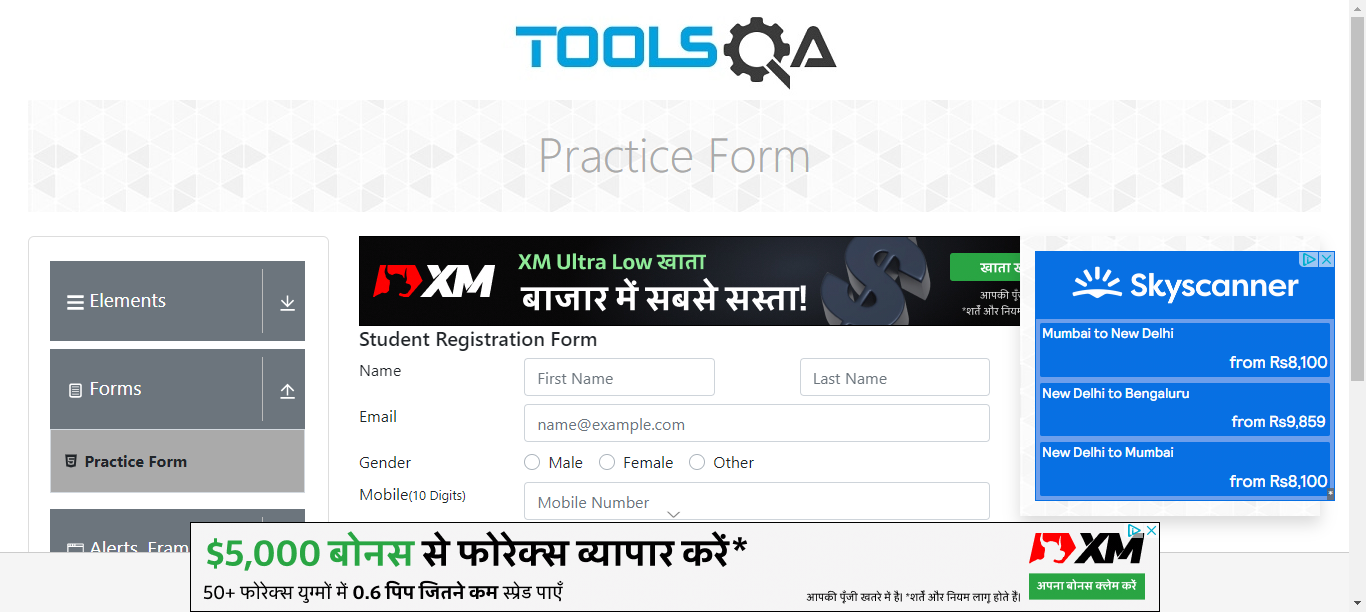 TOOLSQA
Practice Form
Elements
Forms
Practice Form
Alerts, Fram
XM
XM Ultra Low खाता
बाजार में सबसे सस्ता!
खाता
आपकी
*शर्तें और नियम
Student Registration Form
Name
First Name
Last Name
Email
name@example.com
Gender
Male
Female
Other
Mobile(10 Digits)
Mobile Number
Skyscanner
Mumbai to New Delhi
from Rs8,100
New Delhi to Bengaluru
from Rs9,859
New Delhi to Mumbai
from Rs8,100
$5,000 बोनस से फोरेक्स व्यापार करें*
50+ फोरेक्स युग्मों में 0.6 पिप जितने कम स्प्रेड पाएँ
आपकी पूँजी खतरे में है। *शर्तें और नियम लागू होते हैं।
XM
अपना बोनस क्लेम करें